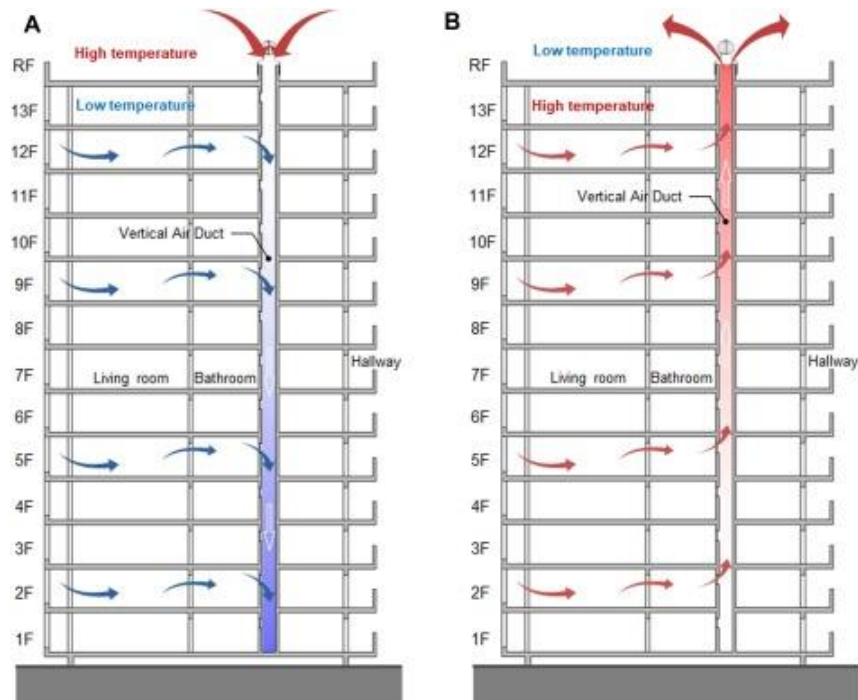 A
High temperature
RF
Low temperature
13F
12F
11F
Vertical Air Duct
10F
9F
8F
Hallway
7F
Living room
Bathroom
6F
5F
4F
3F
2F
1F
B
Low temperature
RF
High temperature
13F
12F
11F
Vertical Air Duct
10F
9F
8F
Hallway
7F
Living room
Bathroom
6F
5F
4F
3F
2F
1F